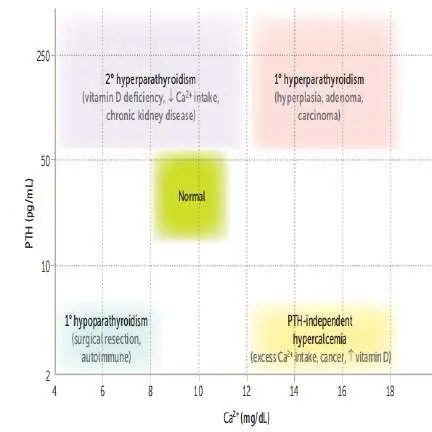 250
2° hyperparathyroidism
(vitamin D deficiency, ↓ Ca²⁺ intake,
chronic kidney disease)
1° hyperparathyroidism
(hyperplasia, adenoma,
carcinoma)
50
Normal
PTH (pg/mL)
10
1° hypoparathyroidism
(surgical resection,
autoimmune)
PTH-independent
hypercalcemia
(excess Ca²⁺ intake, cancer, ↑ vitamin D)
2
4 6 8 10 12 14 16 18
Ca²⁺ (mg/dL)